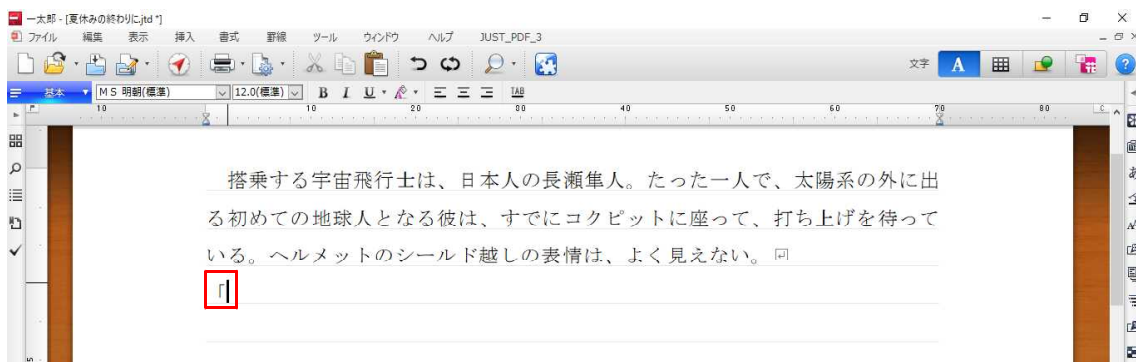 一太郎 - [夏休みの終わりに.jtd *]
ファイル 編集 表示 挿入 書式 罫線 ツール ウィンドウ ヘルプ JUST_PDF_3
文字 A
基本 MS 明朝(標準) 12.0(標準) B I U TAB
10 10 20 30 40 50 60 70 80
搭乗する宇宙飛行士は、日本人の長瀬隼人。たった一人で、太陽系の外に出
る初めての地球人となる彼は、すでにコクピットに座って、打ち上げを待って
いる。ヘルメットのシールド越しの表情は、よく見えない。
「